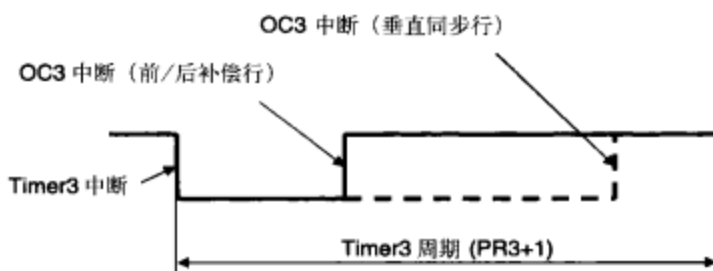 OC3 中断（垂直同步行）
OC3 中断（前/后补偿行）
Timer3 中断
Timer3 周期 (PR3+1)